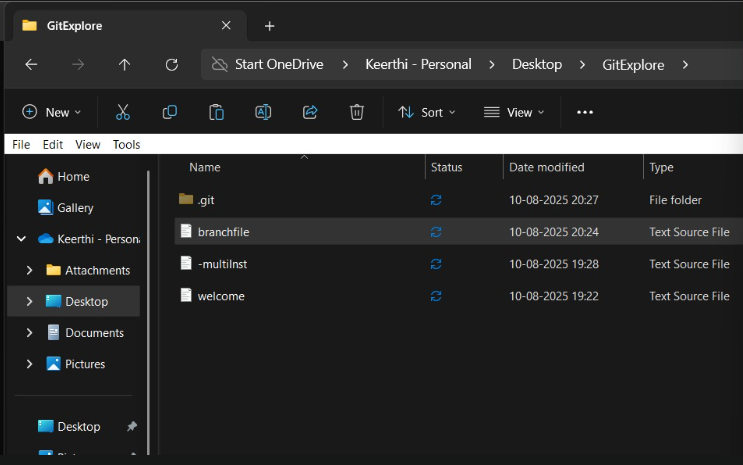 GitExplore
Start OneDrive > Keerthi - Personal > Desktop > GitExplore >
New Sort View
File Edit View Tools
Name Status Date modified Type
Home
Gallery
Keerthi - Persona
Attachments
Desktop
Documents
Pictures
Desktop
.git 10-08-2025 20:27 File folder
branchfile 10-08-2025 20:24 Text Source File
-multiInst 10-08-2025 19:28 Text Source File
welcome 10-08-2025 19:22 Text Source File